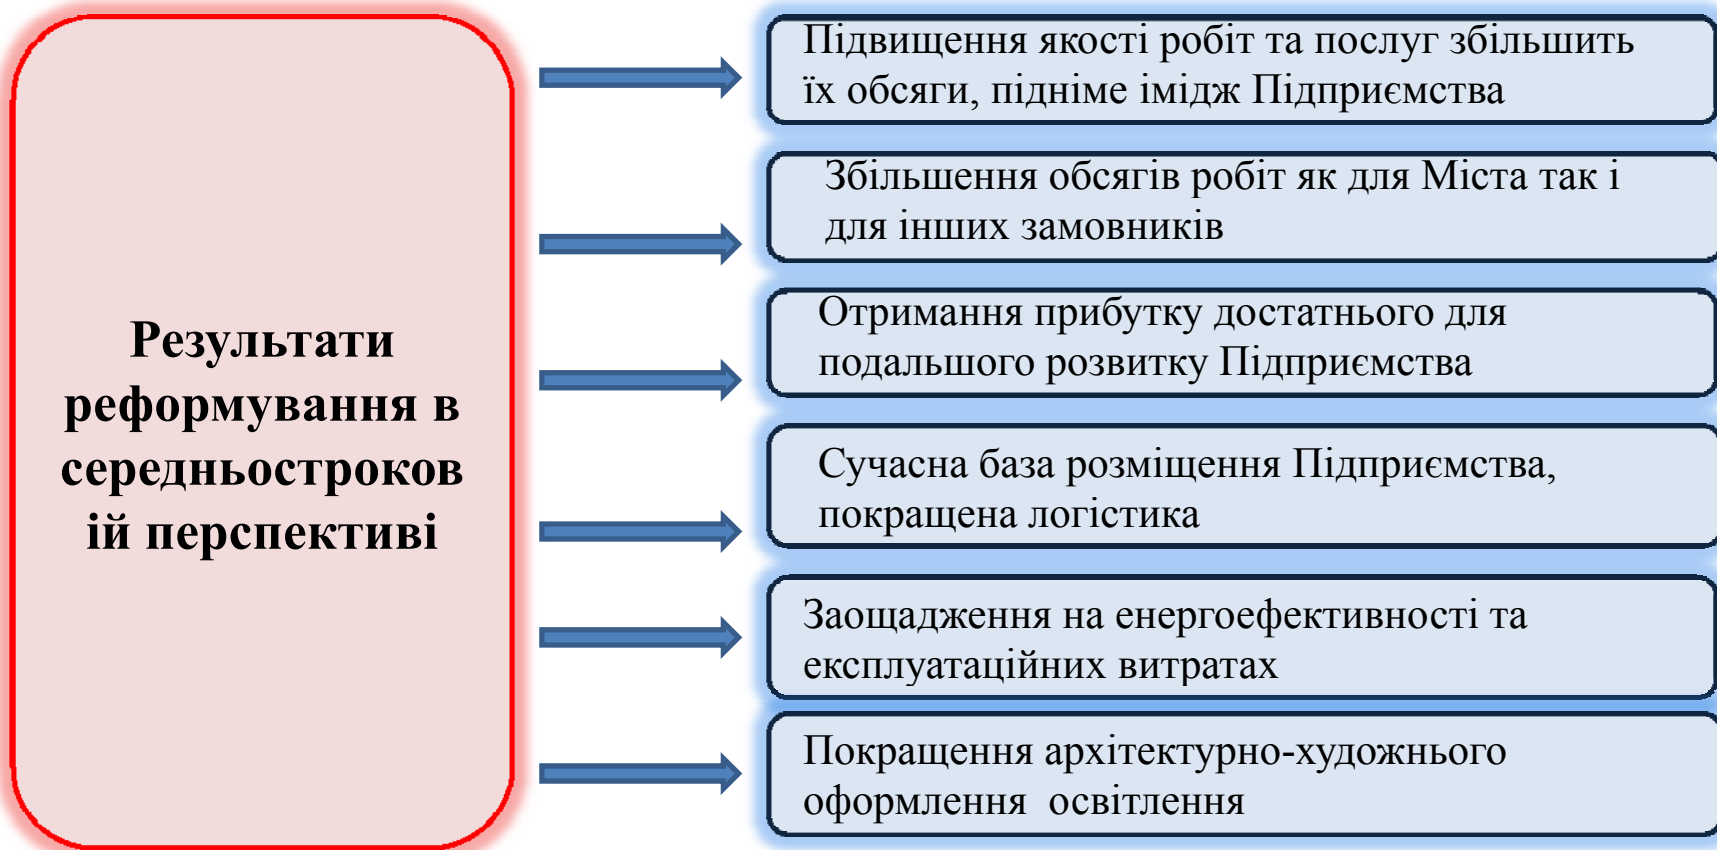 Результати
реформування в
середньостроков
ій перспективі
Підвищення якості робіт та послуг збільшить
їх обсяги, підніме імідж Підприємства
Збільшення обсягів робіт як для Міста так і
для інших замовників
Отримання прибутку достатнього для
подальшого розвитку Підприємства
Сучасна база розміщення Підприємства,
покращена логістика
Заощадження на енергоефективності та
експлуатаційних витратах
Покращення архітектурно-художнього
оформлення освітлення